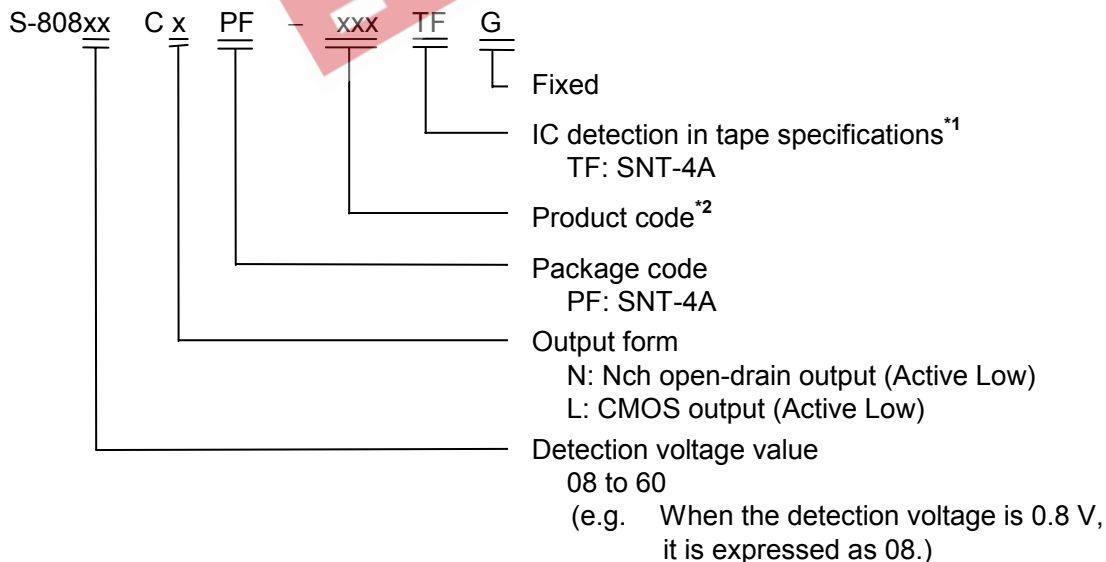 S-808xx C x PF – xxx TF G
Fixed
IC detection in tape specifications*1
TF: SNT-4A
Product code*2
Package code
PF: SNT-4A
Output form
N: Nch open-drain output (Active Low)
L: CMOS output (Active Low)
Detection voltage value
08 to 60
(e.g. When the detection voltage is 0.8 V,
it is expressed as 08.)